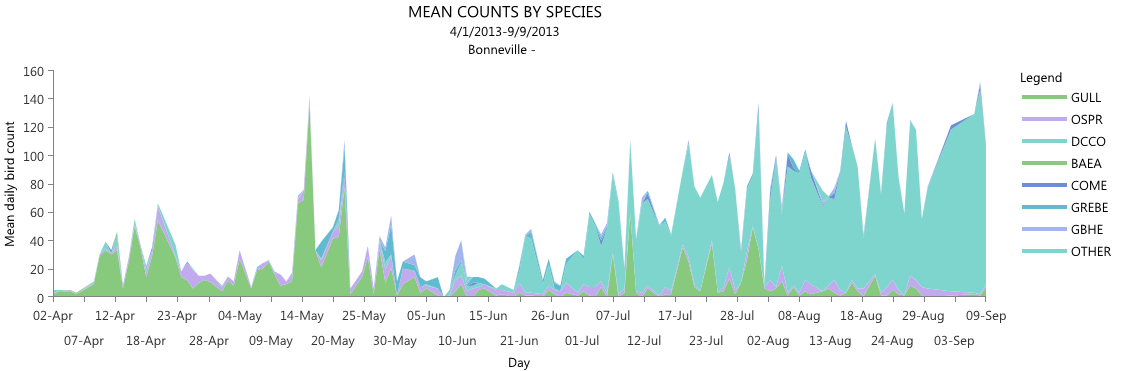 MEAN COUNTS BY SPECIES
4/1/2013-9/9/2013
Bonneville -
Mean daily bird count
160
140
120
100
80
60
40
20
0
02-Apr 12-Apr 23-Apr 04-May 14-May 25-May 05-Jun 15-Jun 26-Jun 07-Jul 17-Jul 28-Jul 08-Aug 18-Aug 29-Aug 09-Sep
07-Apr 18-Apr 28-Apr 09-May 20-May 30-May 10-Jun 21-Jun 01-Jul 12-Jul 23-Jul 02-Aug 13-Aug 24-Aug 03-Sep
Day
Legend
GULL
OSPR
DCCO
BAEA
COME
GREBE
GBHE
OTHER